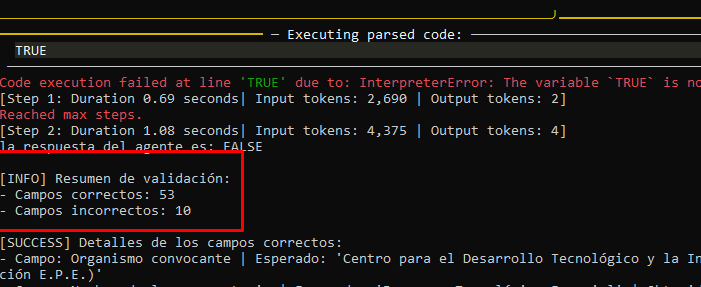 — Executing parsed code: —
TRUE
Code execution failed at line 'TRUE' due to: InterpreterError: The variable `TRUE` is
[Step 1: Duration 0.69 seconds| Input tokens: 2,690 | Output tokens: 2]
Reached max steps.
[Step 2: Duration 1.08 seconds| Input tokens: 4,375 | Output tokens: 4]
la respuesta del agente es: FALSE
[INFO] Resumen de validación:
- Campos correctos: 53
- Campos incorrectos: 10
[SUCCESS] Detalles de los campos correctos:
- Campo: Organismo convocante | Esperado: 'Centro para el Desarrollo Tecnológico y la
ción E.P.E.)'